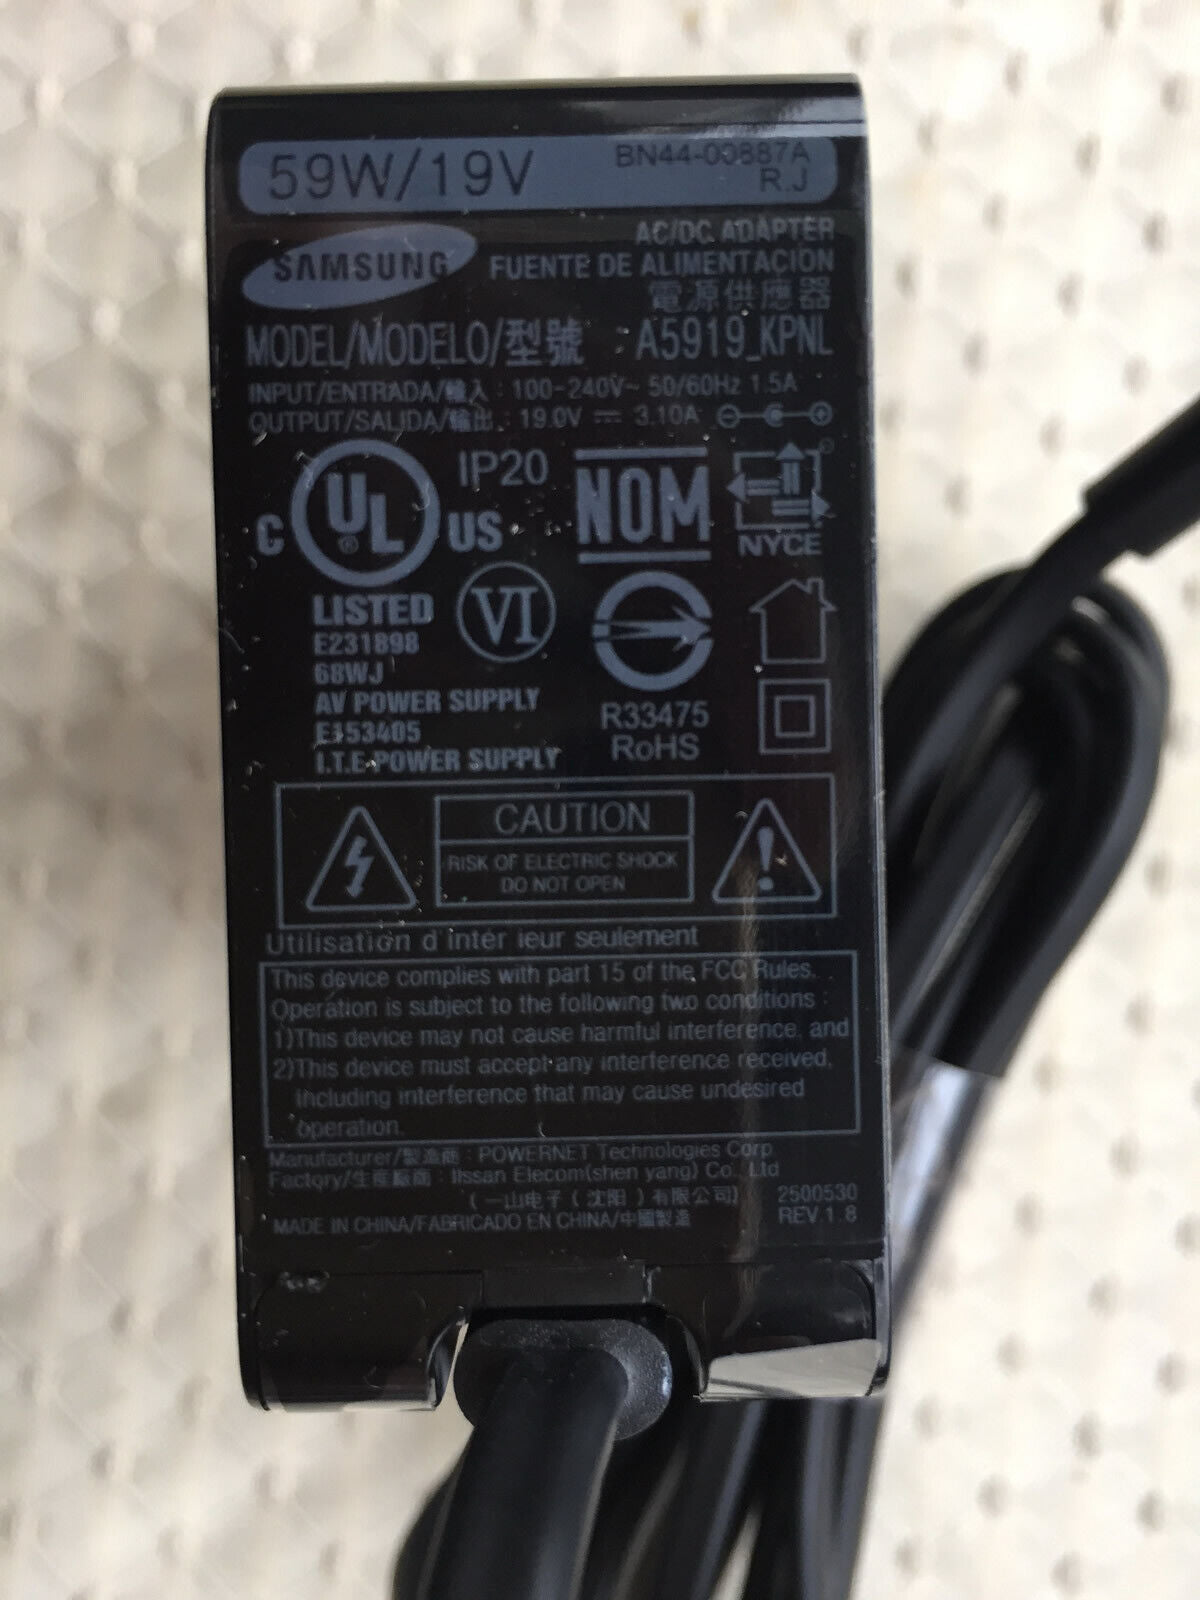 59W/19V
BN44-00887A
R.J
SAMSUNG
AC/DC ADAPTER
FUENTE DE ALIMENTACION
電源供應器
MODEL/MODELO/型號 : A5919_KPNL
INPUT/ENTRADA/輸入 : 100-240V~ 50/60Hz 1.5A
OUTPUT/SALIDA/輸出 : 19.0V ⎓ 3.10A
C UL US
IP20
NOM
NYCE
LISTED
E231898
68WJ
AV POWER SUPPLY
E153405
I.T.E POWER SUPPLY
VI
R33475
RoHS
CAUTION
RISK OF ELECTRIC SHOCK
DO NOT OPEN
Utilisation d'inter ieur seulement
This device complies with part 15 of the FCC Rules.
Operation is subject to the following two conditions :
1)This device may not cause harmful interference, and
2)This device must accept any interference received,
including interference that may cause undesired
operation.
Manufacturer/製造商 : POWERNET Technologies Corp
Factory/生産廠商 : Ilssan Elecom(shen yang) Co., Ltd
(一山电子(沈阳)有限公司)
2500530
MADE IN CHINA/FABRICADO EN CHINA/中國製造
REV.1.8